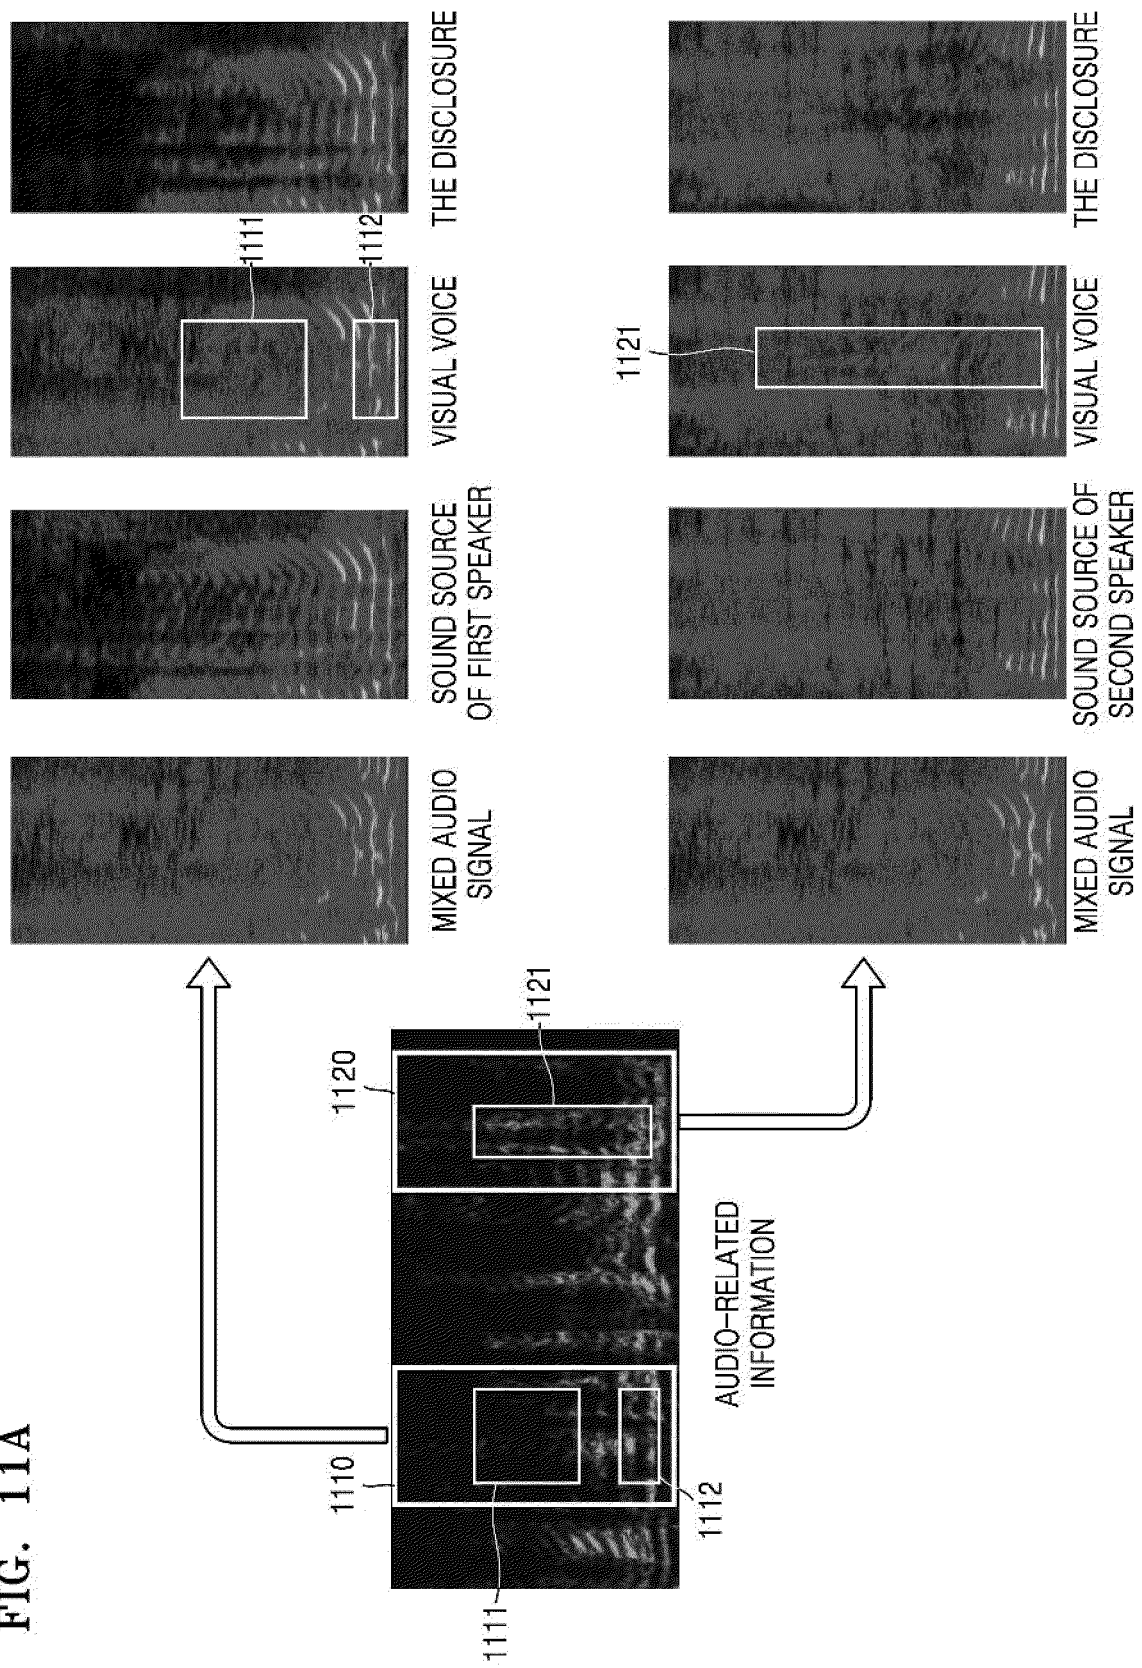 FIG. 11A
1110
1120
1111
1112
1121
AUDIO-RELATED
INFORMATION
MIXED AUDIO
SIGNAL
SOUND SOURCE
OF FIRST SPEAKER
VISUAL VOICE
1111
1112
THE DISCLOSURE
MIXED AUDIO
SIGNAL
SOUND SOURCE OF
SECOND SPEAKER
1121
VISUAL VOICE
THE DISCLOSURE